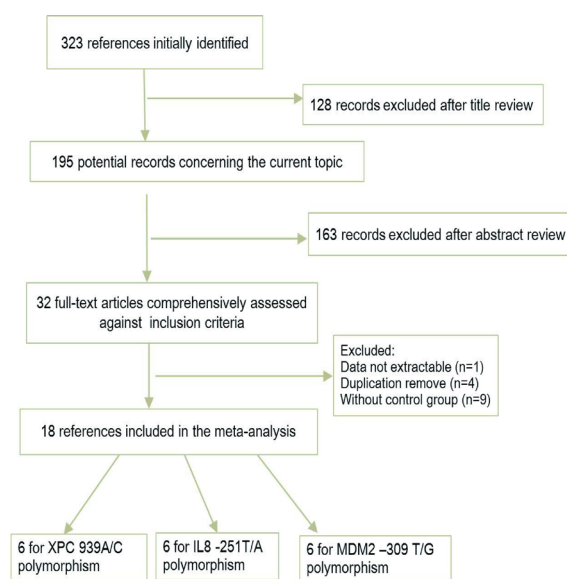 323 references initially identified
128 records excluded after title review
195 potential records concerning the current topic
163 records excluded after abstract review
32 full-text articles comprehensively assessed
against inclusion criteria
Excluded:
Data not extractable (n=1)
Duplication remove (n=4)
Without control group (n=9)
18 references included in the meta-analysis
6 for XPC 939A/C
polymorphism
6 for IL8 -251T/A
polymorphism
6 for MDM2 –309 T/G
polymorphism